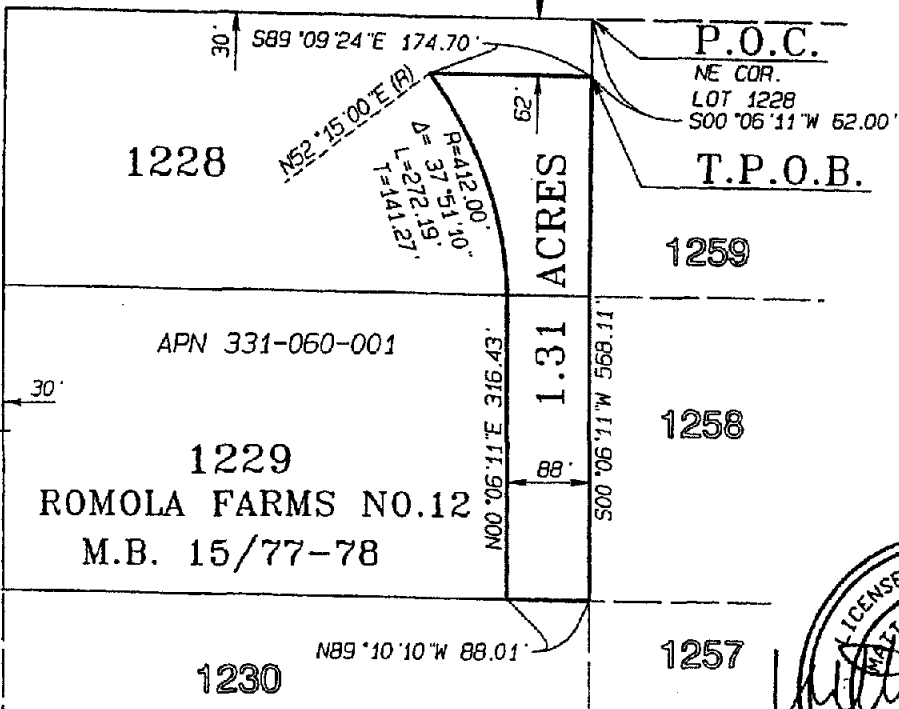 30'
S89°09'24"E 174.70'
P.O.C.
NE COR.
LOT 1228
S00°06'11"W 62.00'
T.P.O.B.
N52°15'00"E (R)
62'
1228
R=412.00'
Δ= 37°51'10"
L=272.19'
T=141.27'
1.31 ACRES
1259
APN 331-060-001
30'
N00°06'11"E 316.43'
S00°06'11"W 568.11'
1258
88'
1229
ROMOLA FARMS NO.12
M.B. 15/77-78
N89°10'10"W 88.01'
1230
1257